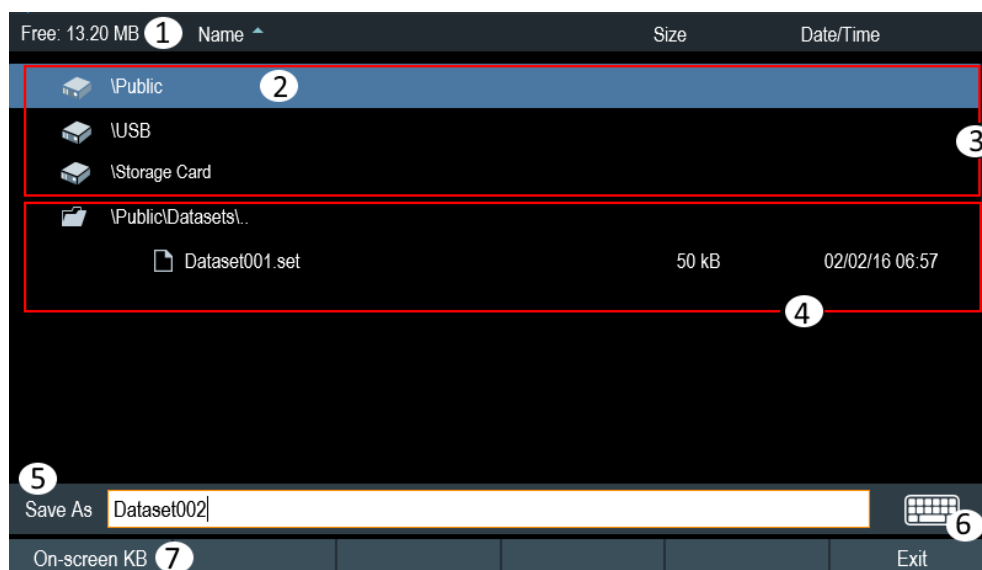 Free: 13.20 MB 1 Name Size Date/Time
\Public 2
\USB
3
\Storage Card
\Public\Datasets\..
Dataset001.set 50 kB 02/02/16 06:57
4
5
Save As Dataset002
6
On-screen KB 7 Exit